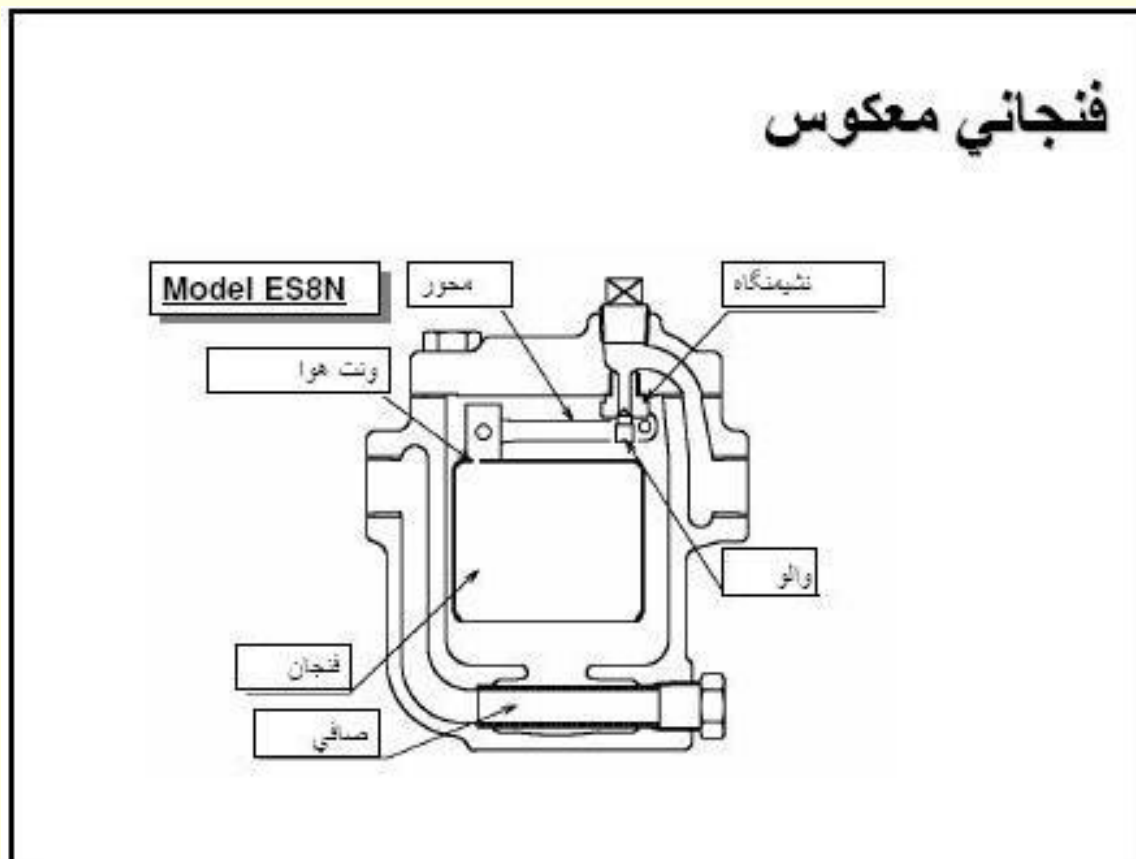 فنجاني معكوس
نشيمنگاه
محور
Model ES8N
ونت هوا
والو
فنجان
صافي